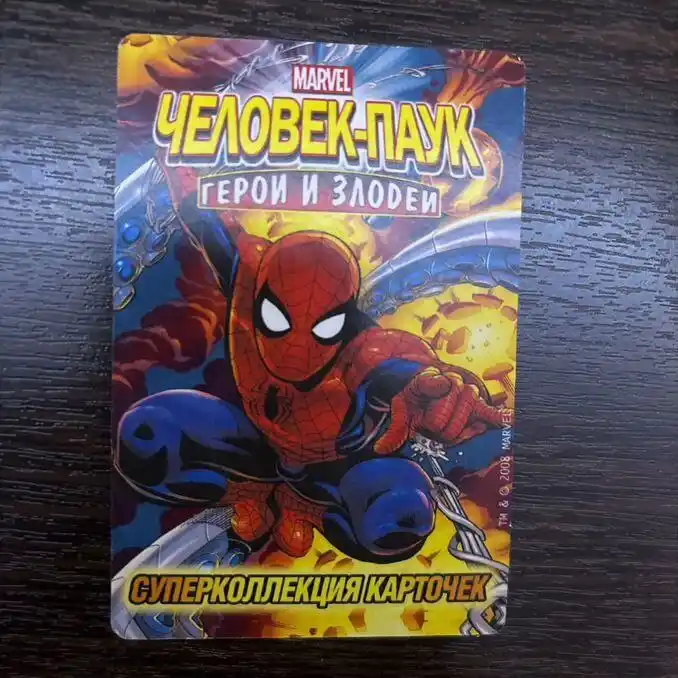 MARVEL
ЧЕЛОВЕК-ПАУК
ГЕРОИ И ЗЛОДЕИ
TM & © 2008 MARVEL
СУПЕРКОЛЛЕКЦИЯ КАРТОЧЕК